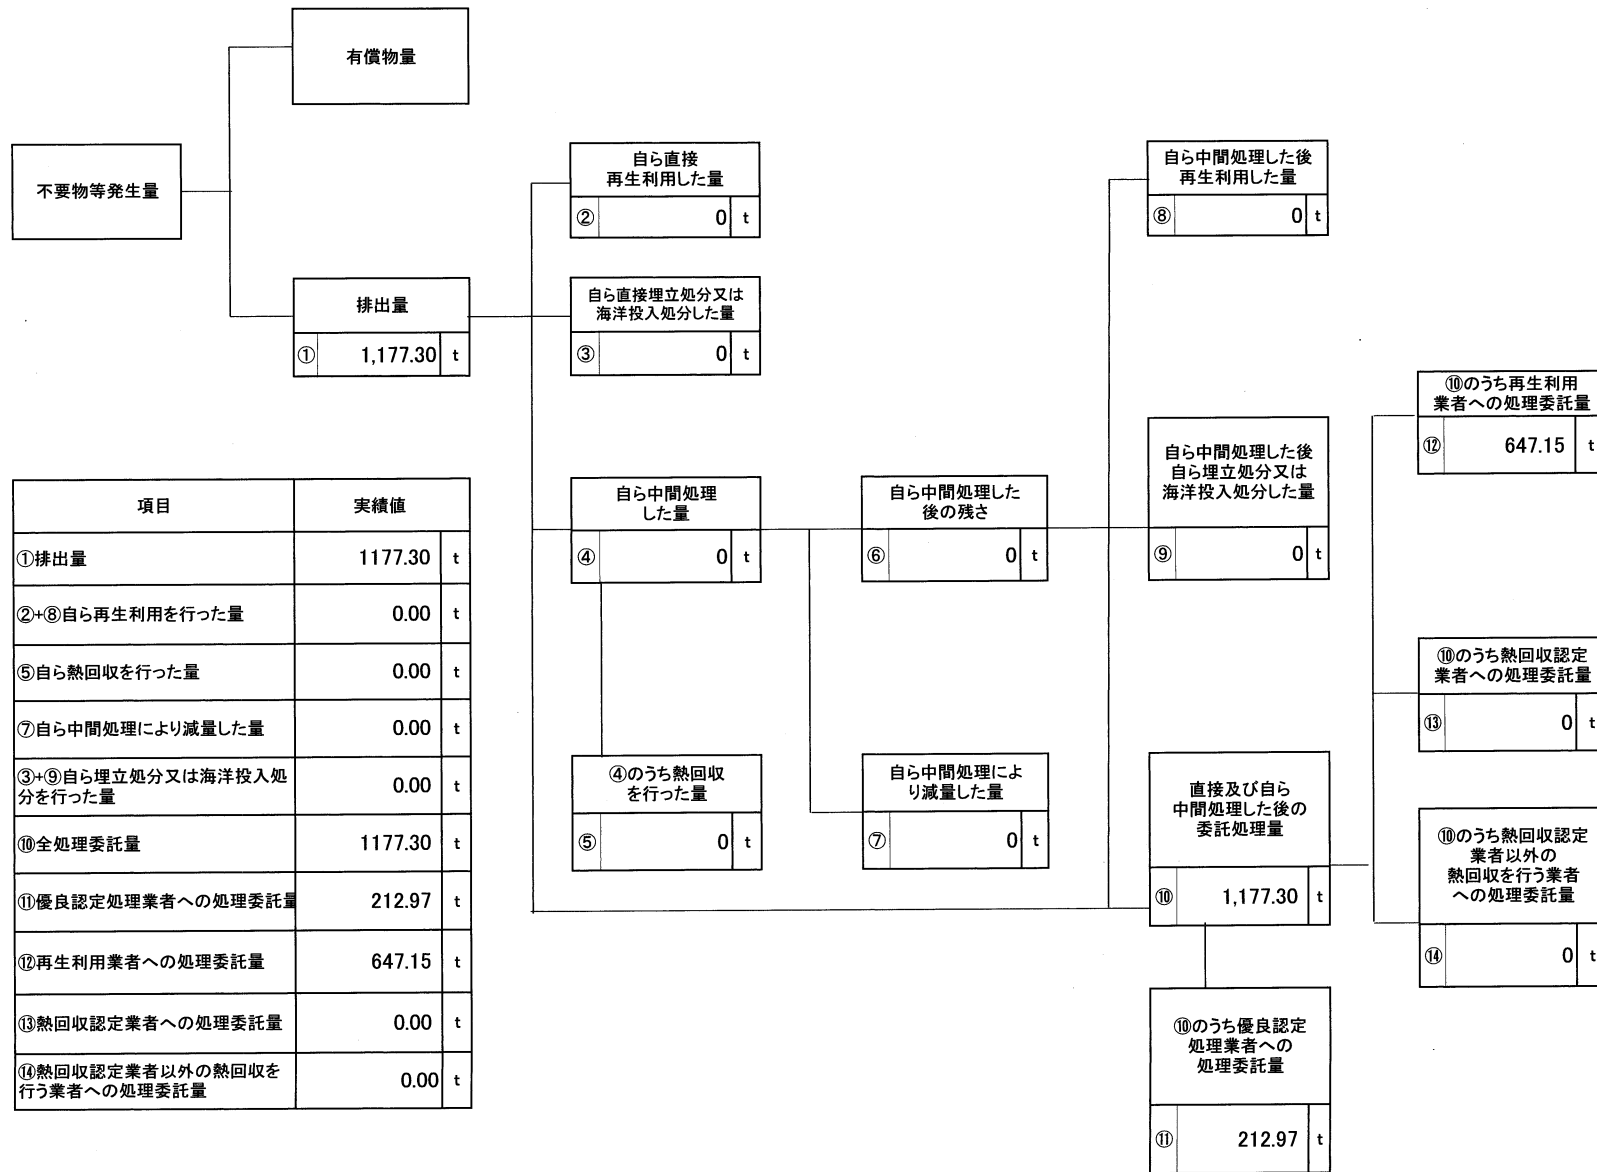 有償物量
不要物等発生量
排出量
① 1,177.30 t
自ら直接
再生利用した量
② 0 t
自ら直接埋立処分又は
海洋投入処分した量
③ 0 t
自ら中間処理
した量
④ 0 t
④のうち熱回収
を行った量
⑤ 0 t
自ら中間処理した
後の残さ
⑥ 0 t
自ら中間処理によ
り減量した量
⑦ 0 t
自ら中間処理した後
再生利用した量
⑧ 0 t
自ら中間処理した後
自ら埋立処分又は
海洋投入処分した量
⑨ 0 t
直接及び自ら
中間処理した後の
委託処理量
⑩ 1,177.30 t
⑩のうち優良認定
処理業者への
処理委託量
⑪ 212.97 t
⑩のうち再生利用
業者への処理委託量
⑫ 647.15 t
⑩のうち熱回収認定
業者への処理委託量
⑬ 0 t
⑩のうち熱回収認定
業者以外の
熱回収を行う業者
への処理委託量
⑭ 0 t
項目 実績値
①排出量 1177.30 t
②+⑧自ら再生利用を行った量 0.00 t
⑤自ら熱回収を行った量 0.00 t
⑦自ら中間処理により減量した量 0.00 t
③+⑨自ら埋立処分又は海洋投入処
分を行った量 0.00 t
⑩全処理委託量 1177.30 t
⑪優良認定処理業者への処理委託量 212.97 t
⑫再生利用業者への処理委託量 647.15 t
⑬熱回収認定業者への処理委託量 0.00 t
⑭熱回収認定業者以外の熱回収を
行う業者への処理委託量 0.00 t